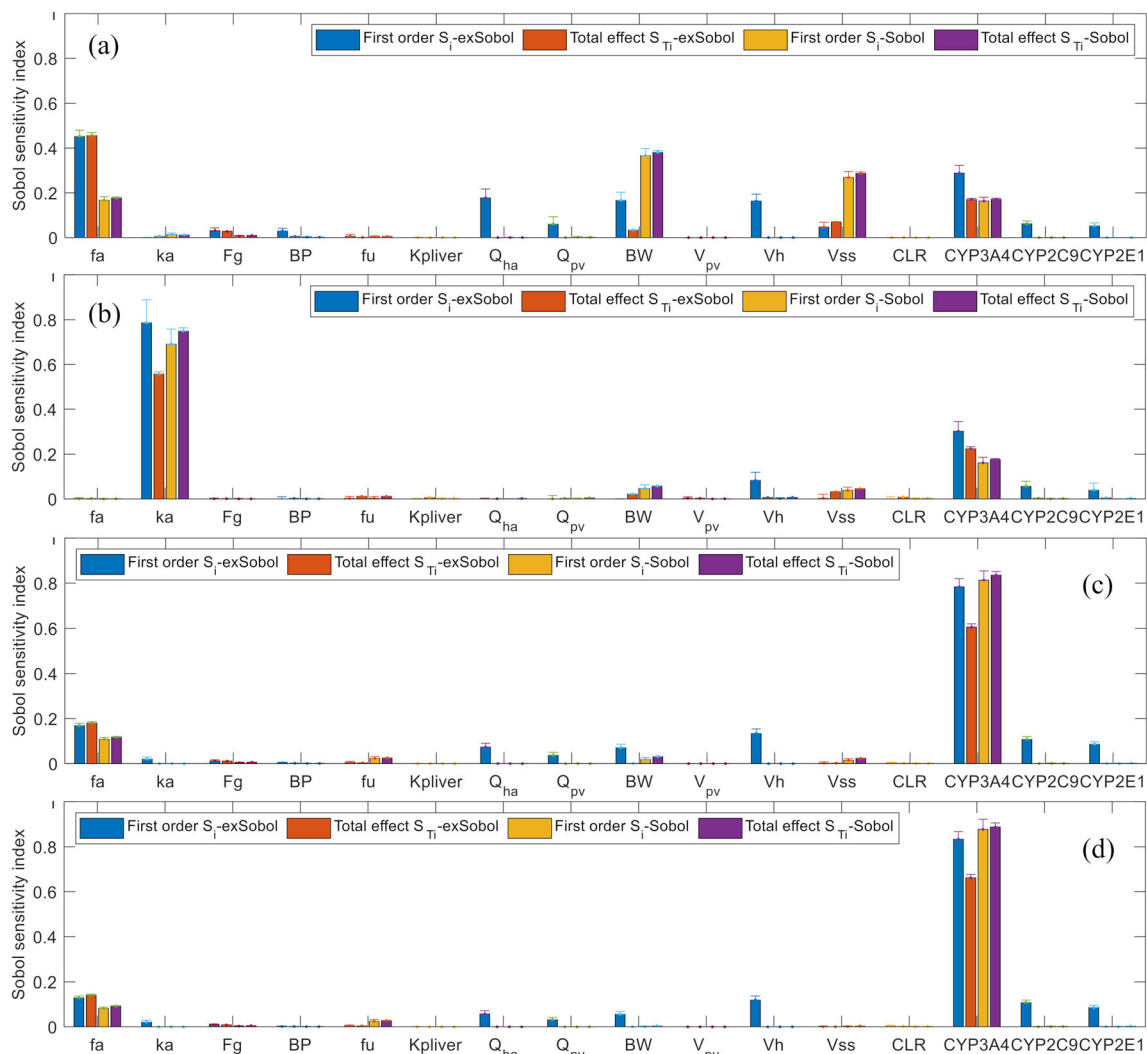 (a)
First order S_i-exSobol Total effect S_Ti-exSobol First order S_i-Sobol Total effect S_Ti-Sobol
Sobol sensitivity index
1
0.8
0.6
0.4
0.2
0
fa ka Fg BP fu Kpliver Q_ha Q_pv BW V_pv Vh Vss CLR CYP3A4 CYP2C9 CYP2E1
(b)
First order S_i-exSobol Total effect S_Ti-exSobol First order S_i-Sobol Total effect S_Ti-Sobol
Sobol sensitivity index
0.8
0.6
0.4
0.2
0
fa ka Fg BP fu Kpliver Q_ha Q_pv BW V_pv Vh Vss CLR CYP3A4 CYP2C9 CYP2E1
First order S_i-exSobol Total effect S_Ti-exSobol First order S_i-Sobol Total effect S_Ti-Sobol
(c)
Sobol sensitivity index
0.8
0.6
0.4
0.2
0
fa ka Fg BP fu Kpliver Q_ha Q_pv BW V_pv Vh Vss CLR CYP3A4 CYP2C9 CYP2E1
First order S_i-exSobol Total effect S_Ti-exSobol First order S_i-Sobol Total effect S_Ti-Sobol
(d)
Sobol sensitivity index
0.8
0.6
0.4
0.2
0
fa ka Fg BP fu Kpliver Q_ha Q_pv BW V_pv Vh Vss CLR CYP3A4 CYP2C9 CYP2E1